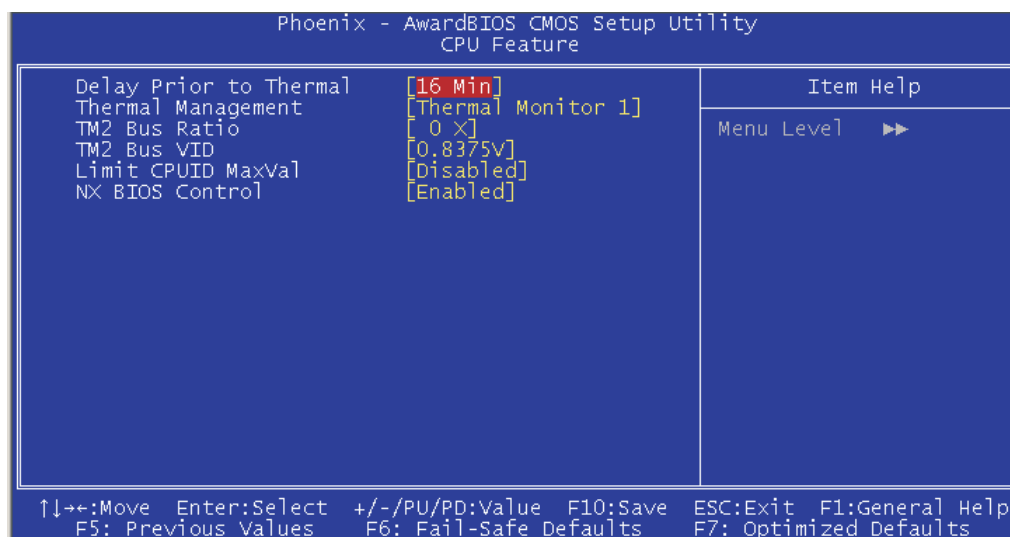 Phoenix - AwardBIOS CMOS Setup Utility
CPU Feature
Delay Prior to Thermal [16 Min]
Thermal Management [Thermal Monitor 1]
TM2 Bus Ratio [ 0 X]
TM2 Bus VID [0.8375V]
Limit CPUID MaxVal [Disabled]
NX BIOS Control [Enabled]
Item Help
Menu Level ►►
↑↓→←:Move Enter:Select +/-/PU/PD:Value F10:Save ESC:Exit F1:General Help
F5: Previous Values F6: Fail-Safe Defaults F7: Optimized Defaults